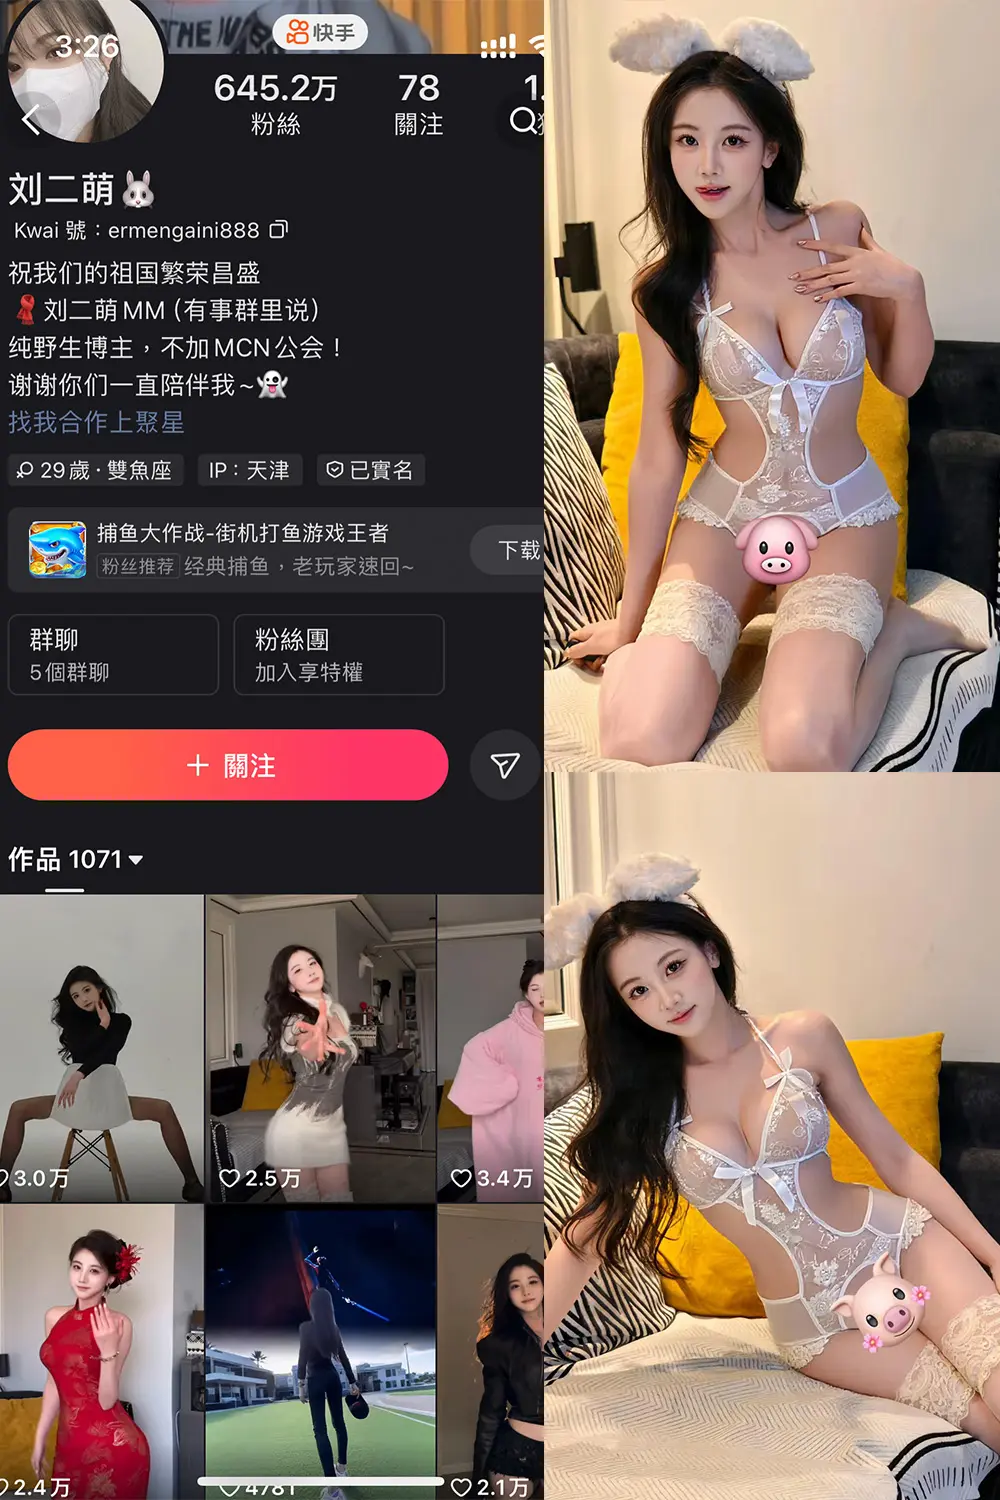 THE
3:26
快手
645.2万
78
1.
粉絲
關注
刘二萌
Kwai 號：ermengaini888
祝我们的祖国繁荣昌盛
刘二萌MM（有事群里说）
纯野生博主，不加MCN公会！
谢谢你们一直陪伴我~
找我合作上聚星
29歲·雙魚座
IP：天津
已實名
捕鱼大作战-街机打鱼游戏王者
粉丝推荐 经典捕鱼，老玩家速回~
下载
群聊
5個群聊
粉絲團
加入享特權
+ 關注
作品 1071
3.0万
2.5万
3.4万
2.4万
4781
2.1万